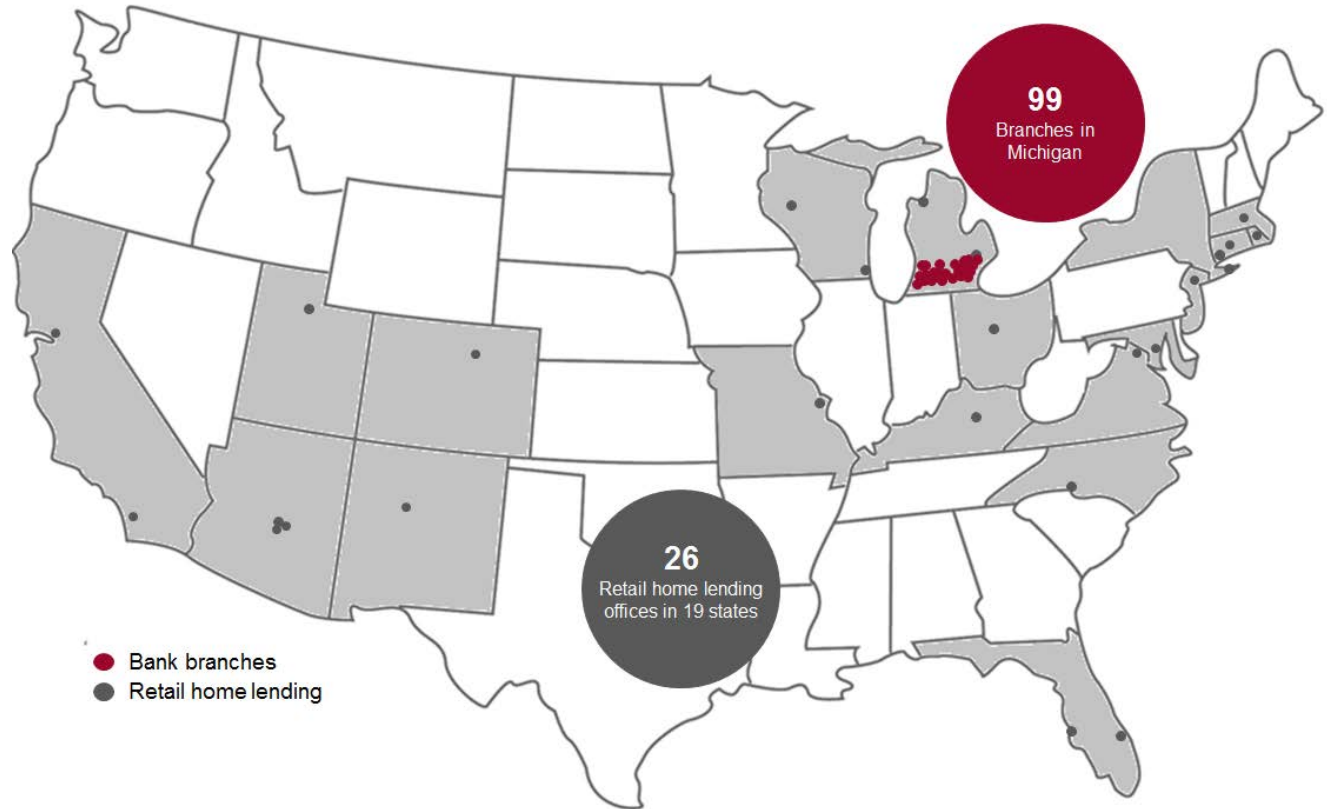 99
Branches in
Michigan
26
Retail home lending
offices in 19 states
Bank branches
Retail home lending